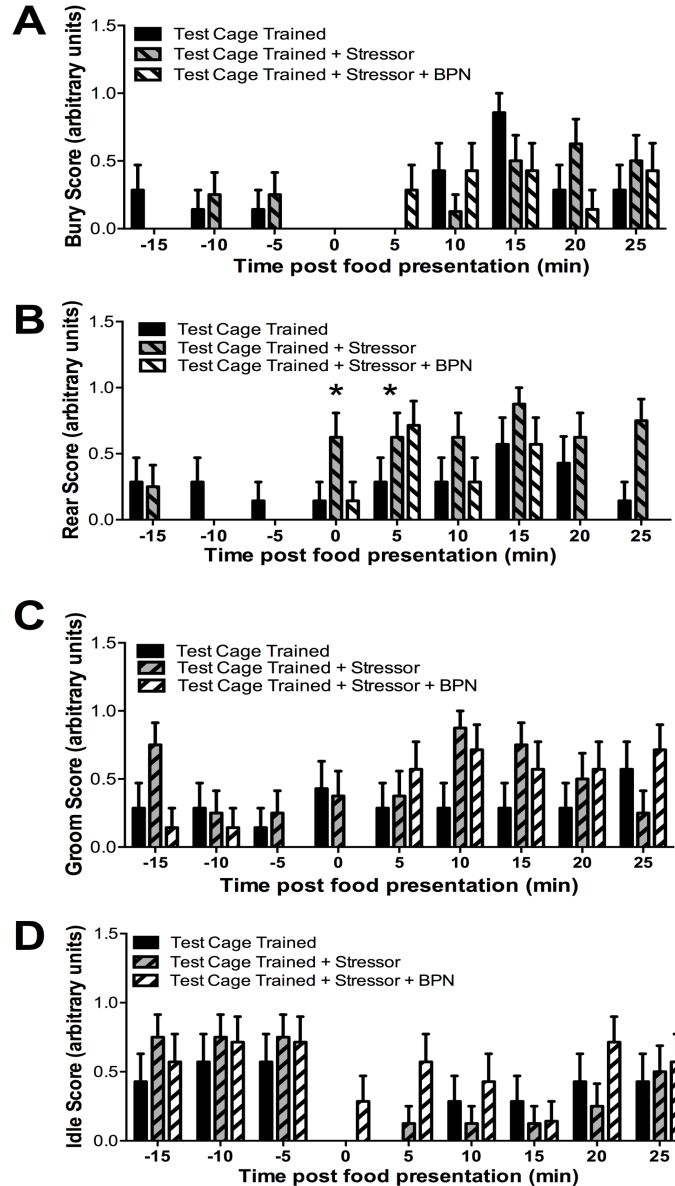 A
Bury Score (arbitrary units)
1.5
1.0
0.5
0.0
Test Cage Trained
Test Cage Trained + Stressor
Test Cage Trained + Stressor + BPN
-15 -10 -5 0 5 10 15 20 25
Time post food presentation (min)
B
Rear Score (arbitrary units)
1.5
1.0
0.5
0.0
Test Cage Trained
Test Cage Trained + Stressor
Test Cage Trained + Stressor + BPN
* *
-15 -10 -5 0 5 10 15 20 25
Time post food presentation (min)
C
Groom Score (arbitrary units)
1.5
1.0
0.5
0.0
Test Cage Trained
Test Cage Trained + Stressor
Test Cage Trained + Stressor + BPN
-15 -10 -5 0 5 10 15 20 25
Time post food presentation (min)
D
Idle Score (arbitrary units)
1.5
1.0
0.5
0.0
Test Cage Trained
Test Cage Trained + Stressor
Test Cage Trained + Stressor + BPN
-15 -10 -5 0 5 10 15 20 25
Time post food presentation (min)